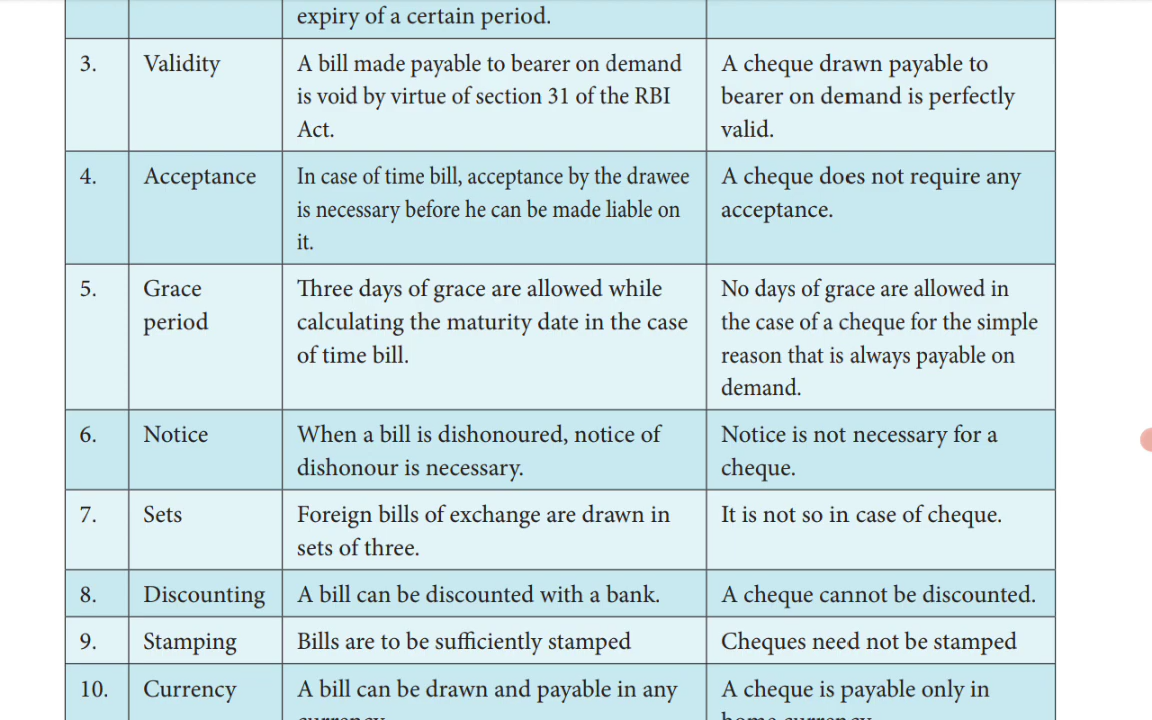 expiry of a certain period.
3. Validity A bill made payable to bearer on demand A cheque drawn payable to
is void by virtue of section 31 of the RBI bearer on demand is perfectly
Act. valid.
4. Acceptance In case of time bill, acceptance by the drawee A cheque does not require any
is necessary before he can be made liable on acceptance.
it.
5. Grace Three days of grace are allowed while No days of grace are allowed in
period calculating the maturity date in the case the case of a cheque for the simple
of time bill. reason that is always payable on
demand.
6. Notice When a bill is dishonoured, notice of Notice is not necessary for a
dishonour is necessary. cheque.
7. Sets Foreign bills of exchange are drawn in It is not so in case of cheque.
sets of three.
8. Discounting A bill can be discounted with a bank. A cheque cannot be discounted.
9. Stamping Bills are to be sufficiently stamped Cheques need not be stamped
10. Currency A bill can be drawn and payable in any A cheque is payable only in